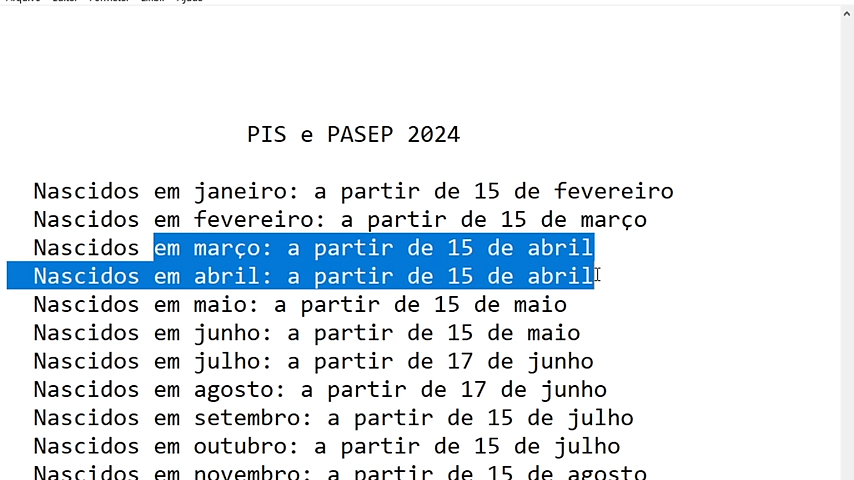 PIS e PASEP 2024
Nascidos em janeiro: a partir de 15 de fevereiro
Nascidos em fevereiro: a partir de 15 de março
Nascidos em março: a partir de 15 de abril
Nascidos em abril: a partir de 15 de abril
Nascidos em maio: a partir de 15 de maio
Nascidos em junho: a partir de 15 de maio
Nascidos em julho: a partir de 17 de junho
Nascidos em agosto: a partir de 17 de junho
Nascidos em setembro: a partir de 15 de julho
Nascidos em outubro: a partir de 15 de julho
Nascidos em novembro: a partir de 15 de agosto